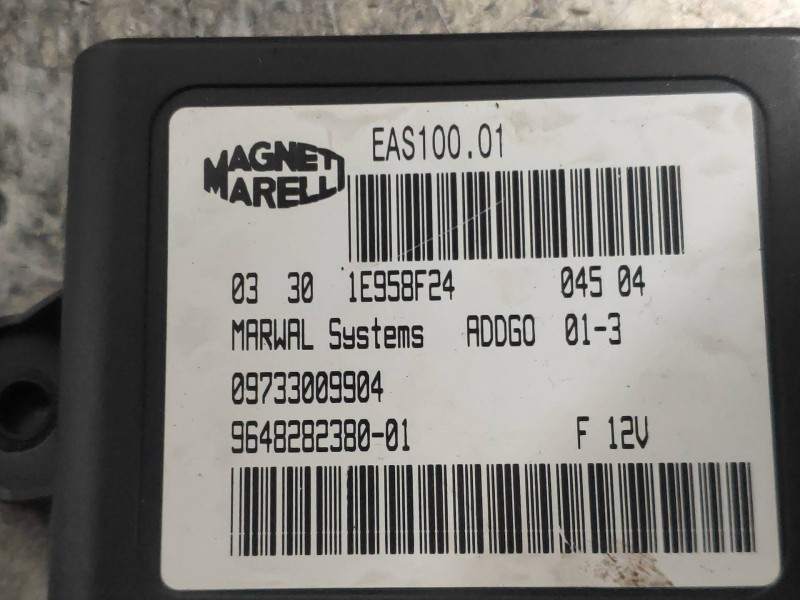 MAGNETI
MARELLI
EAS100.01
03 30 1E958F24 045 04
MARWAL Systems ADDGO 01-3
09733009904
9648282380-01 F 12V